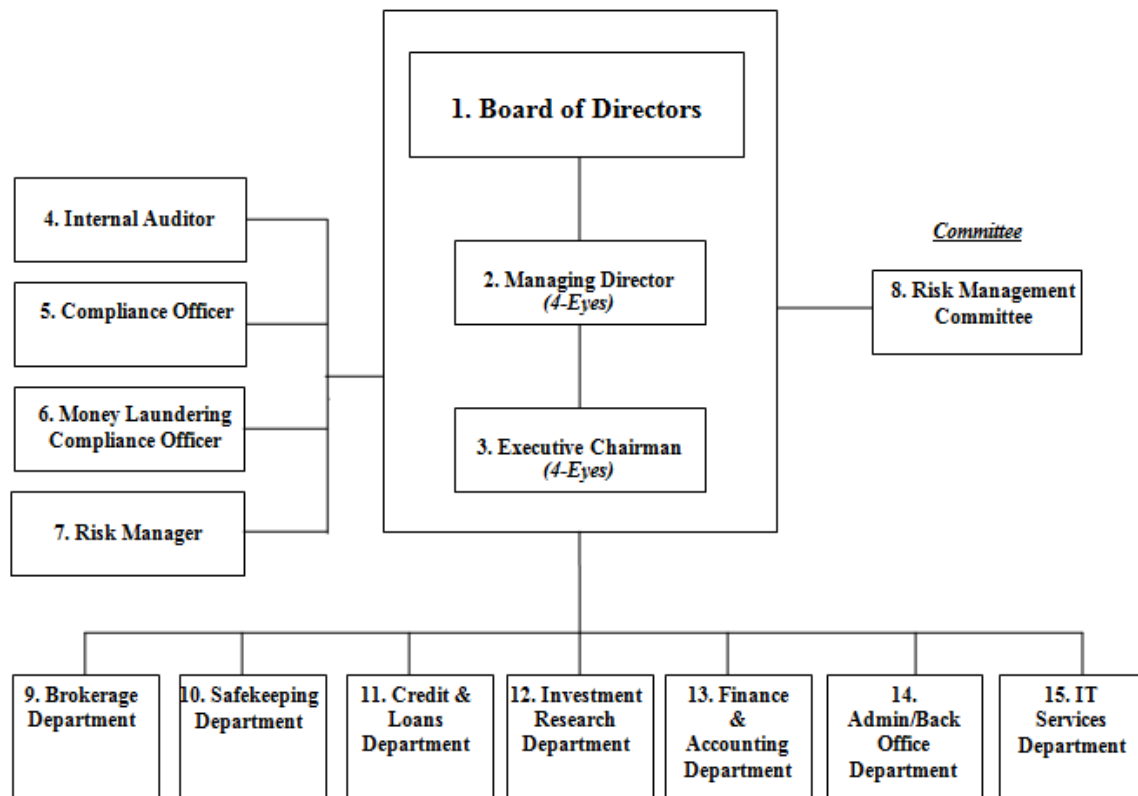 1. Board of Directors
2. Managing Director
(4-Eyes)
3. Executive Chairman
(4-Eyes)
4. Internal Auditor
5. Compliance Officer
6. Money Laundering
Compliance Officer
7. Risk Manager
Committee
8. Risk Management
Committee
9. Brokerage
Department
10. Safekeeping
Department
11. Credit &
Loans
Department
12. Investment
Research
Department
13. Finance
&
Accounting
Department
14.
Admin/Back
Office
Department
15. IT
Services
Department